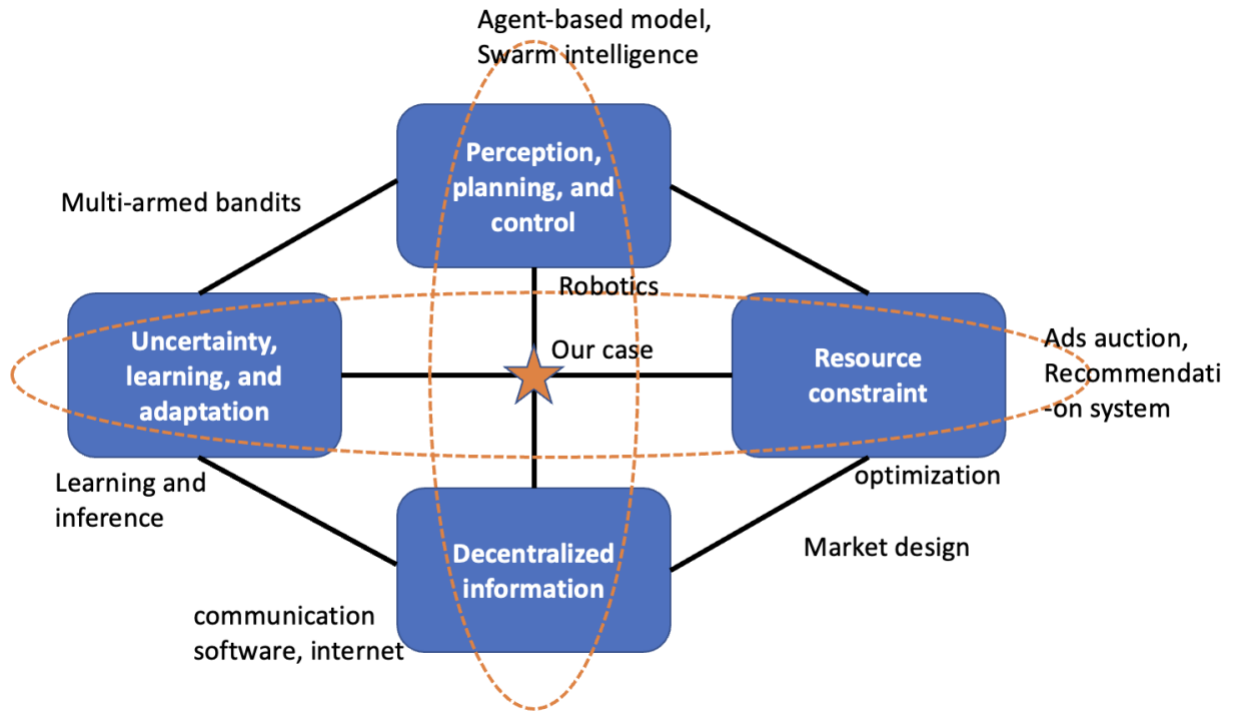 Agent-based model,
Swarm intelligence
Perception,
planning, and
control
Multi-armed bandits
Robotics
Our case
Uncertainty,
learning, and
adaptation
Resource
constraint
Ads auction,
Recommendati
-on system
Learning and
inference
optimization
Market design
Decentralized
information
communication
software, internet